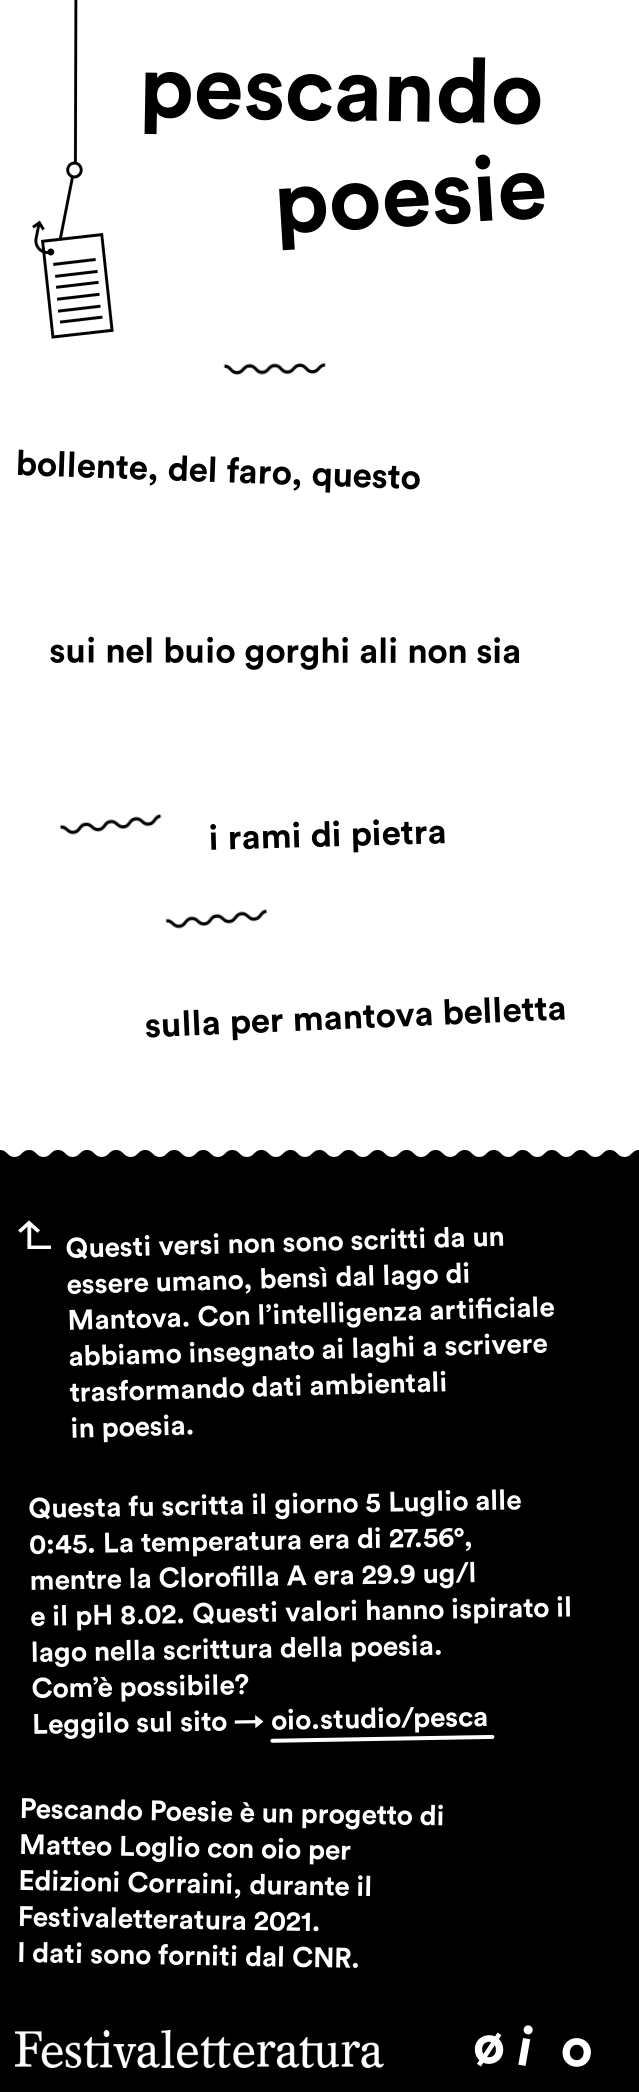 pescando
poesie
bollente, del faro, questo
sui nel buio gorghi ali non sia
i rami di pietra
sulla per mantova belletta
Questi versi non sono scritti da un
essere umano, bensì dal lago di
Mantova. Con l’intelligenza artificiale
abbiamo insegnato ai laghi a scrivere
trasformando dati ambientali
in poesia.
Questa fu scritta il giorno 5 Luglio alle
0:45. La temperatura era di 27.56°,
mentre la Clorofilla A era 29.9 ug/l
e il pH 8.02. Questi valori hanno ispirato il
lago nella scrittura della poesia.
Com’è possibile?
Leggilo sul sito → oio.studio/pesca
Pescando Poesie è un progetto di
Matteo Loglio con oio per
Edizioni Corraini, durante il
Festivaletteratura 2021.
I dati sono forniti dal CNR.
Festivaletteratura øio